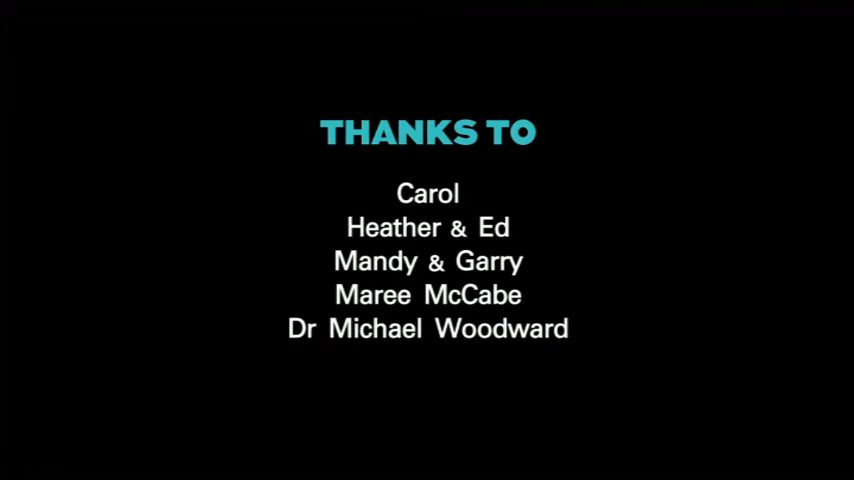 THANKS TO
Carol
Heather & Ed
Mandy & Garry
Maree McCabe
Dr Michael Woodward